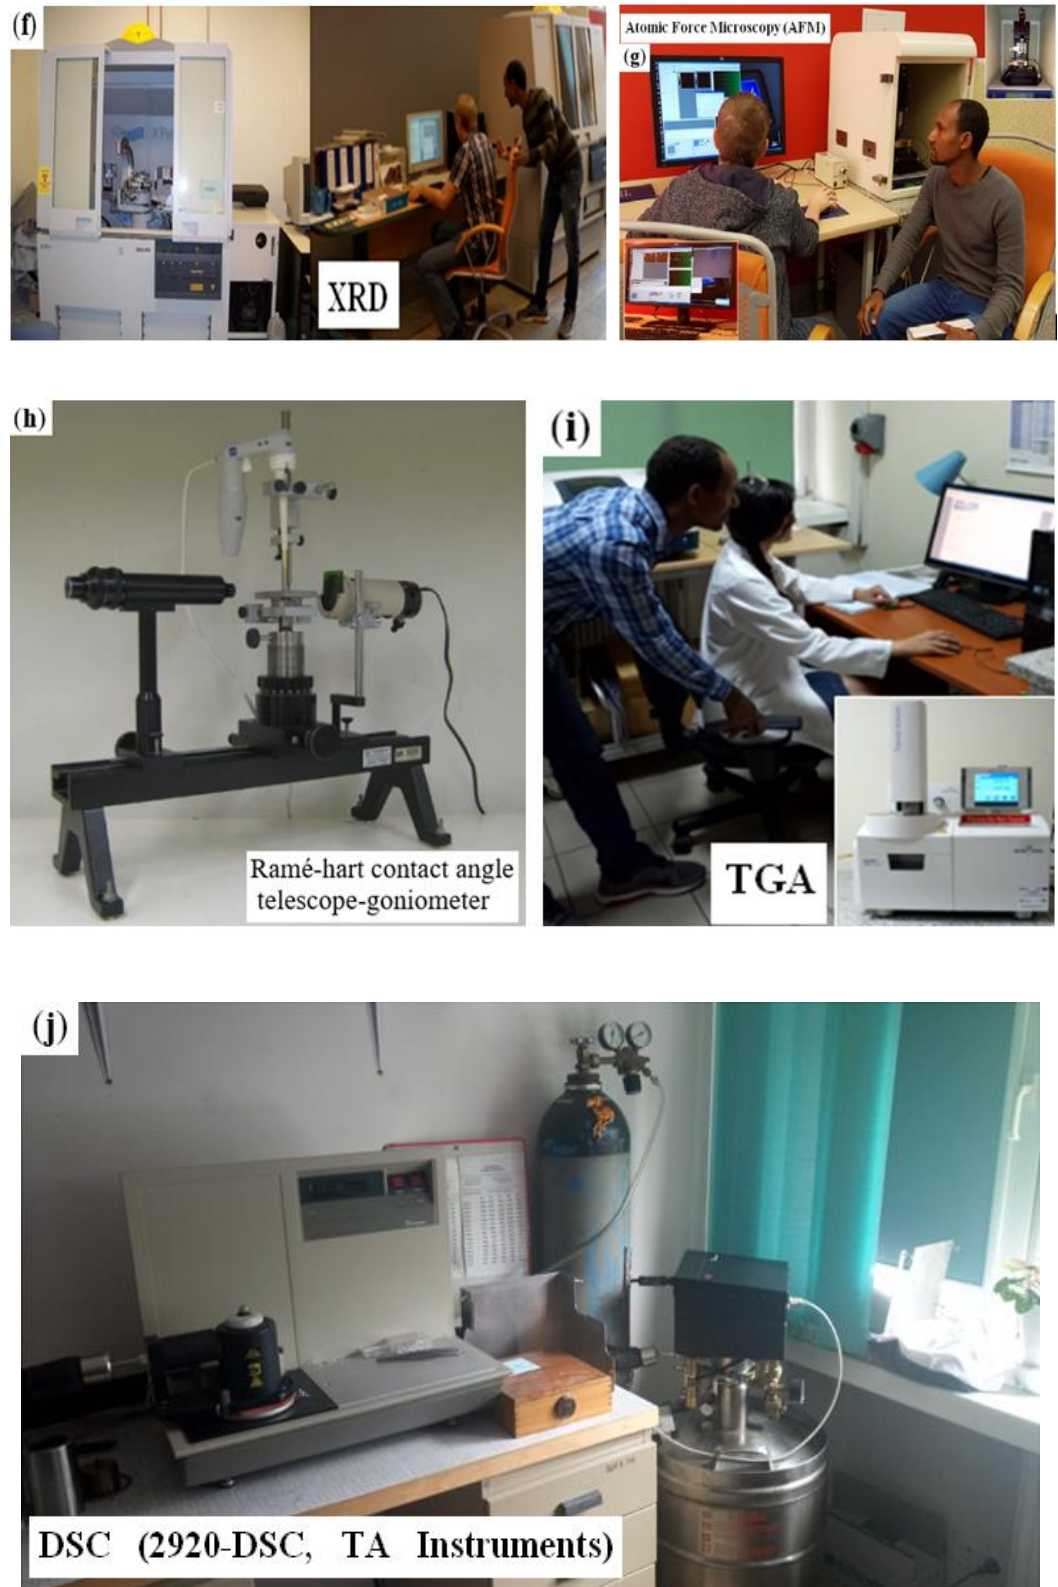 (f)
XRD
Atomic Force Microscopy (AFM)
(g)
(h)
Ramé-hart contact angle
telescope-goniometer
(i)
TGA
(j)
DSC (2920-DSC, TA Instruments)